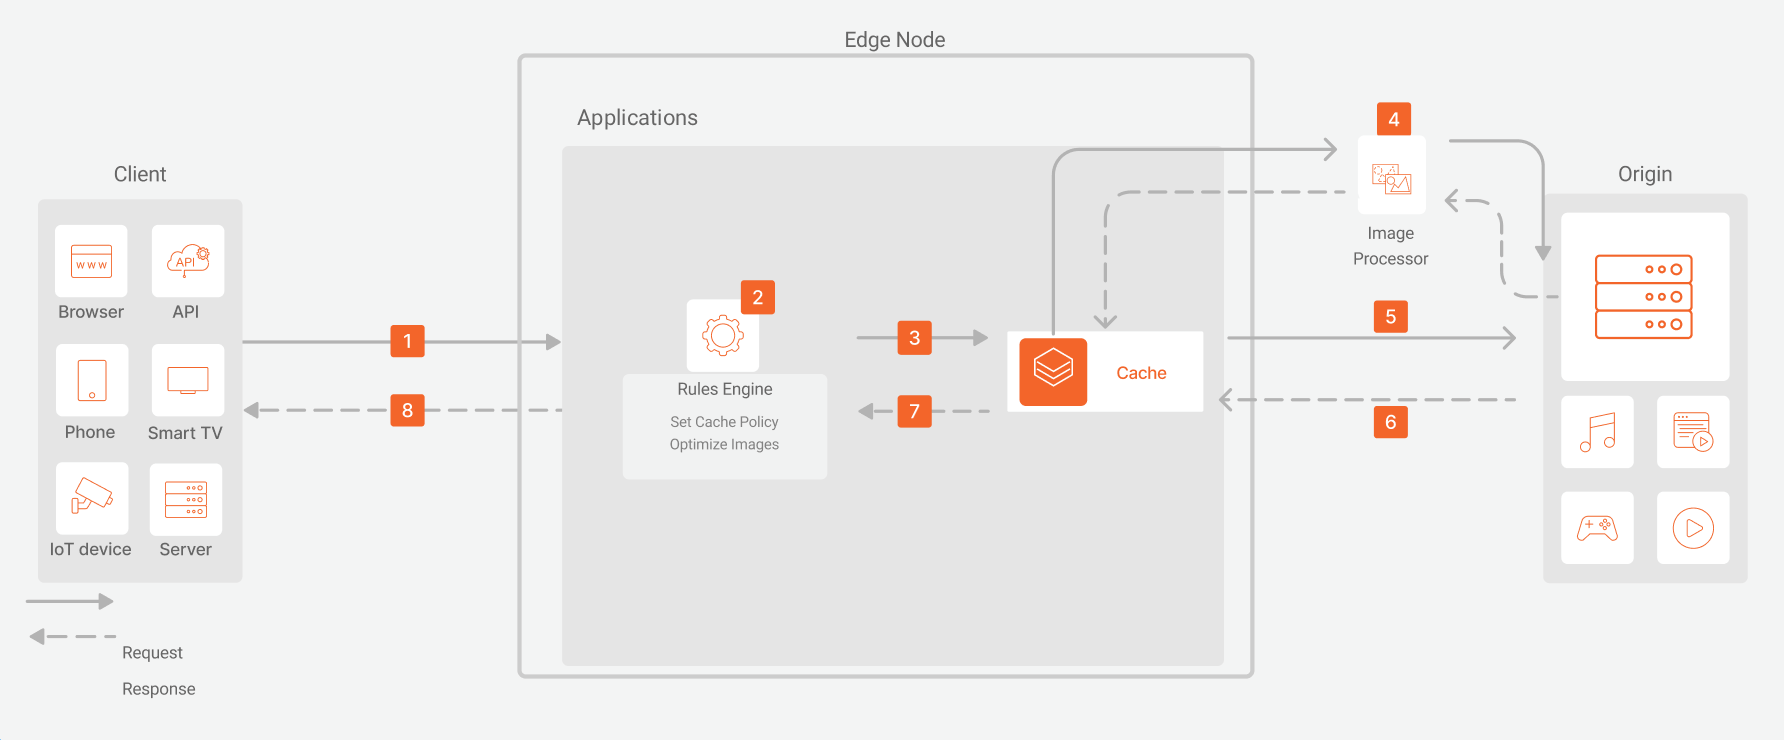 Edge Node
Applications
Client
Origin
4
Image
Processor
WWW
API
Browser
API
1
2
3
5
Rules Engine
Set Cache Policy
Optimize Images
Cache
Phone
Smart TV
8
7
6
IoT device
Server
Request
Response